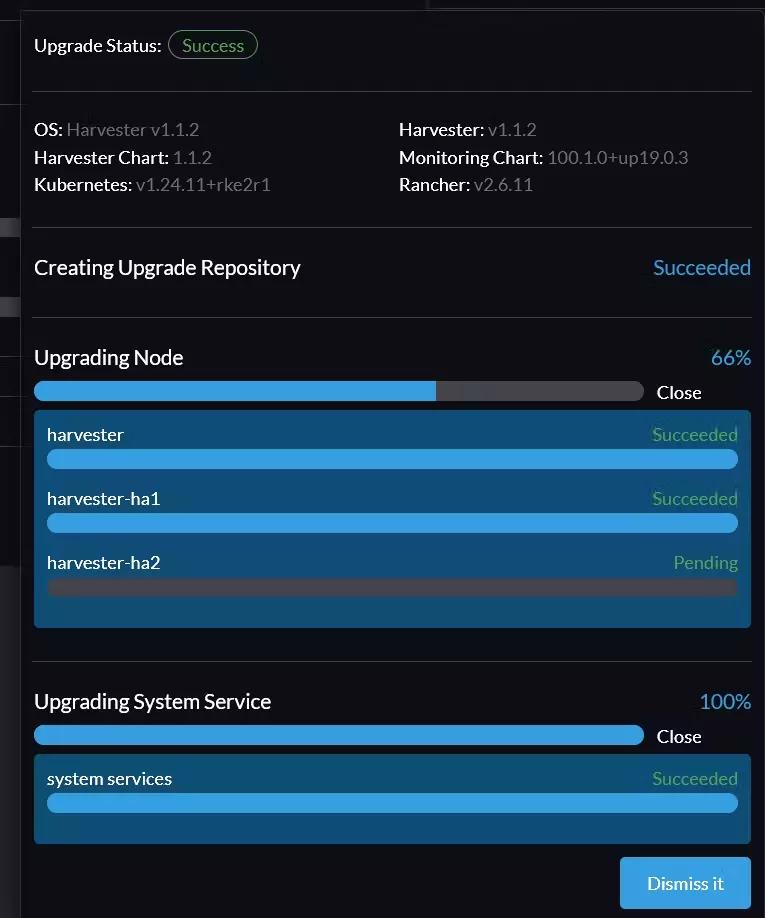 Upgrade Status: Success
OS: Harvester v1.1.2 Harvester: v1.1.2
Harvester Chart: 1.1.2 Monitoring Chart: 100.1.0+up19.0.3
Kubernetes: v1.24.11+rke2r1 Rancher: v2.6.11
Creating Upgrade Repository Succeeded
Upgrading Node 66%
Close
harvester Succeeded
harvester-ha1 Succeeded
harvester-ha2 Pending
Upgrading System Service 100%
Close
system services Succeeded
Dismiss it